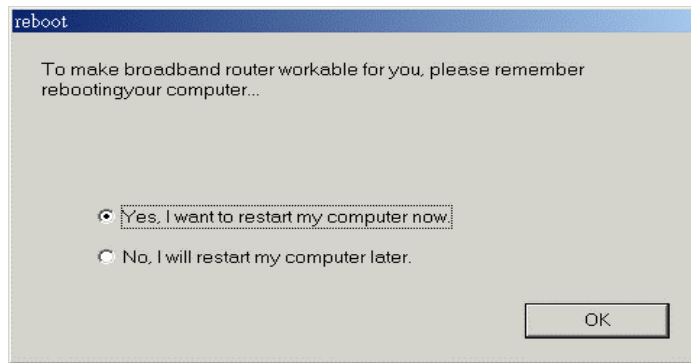 reboot
To make broadband router workable for you, please remember
rebootingyour computer...
Yes, I want to restart my computer now.
No, I will restart my computer later.
OK